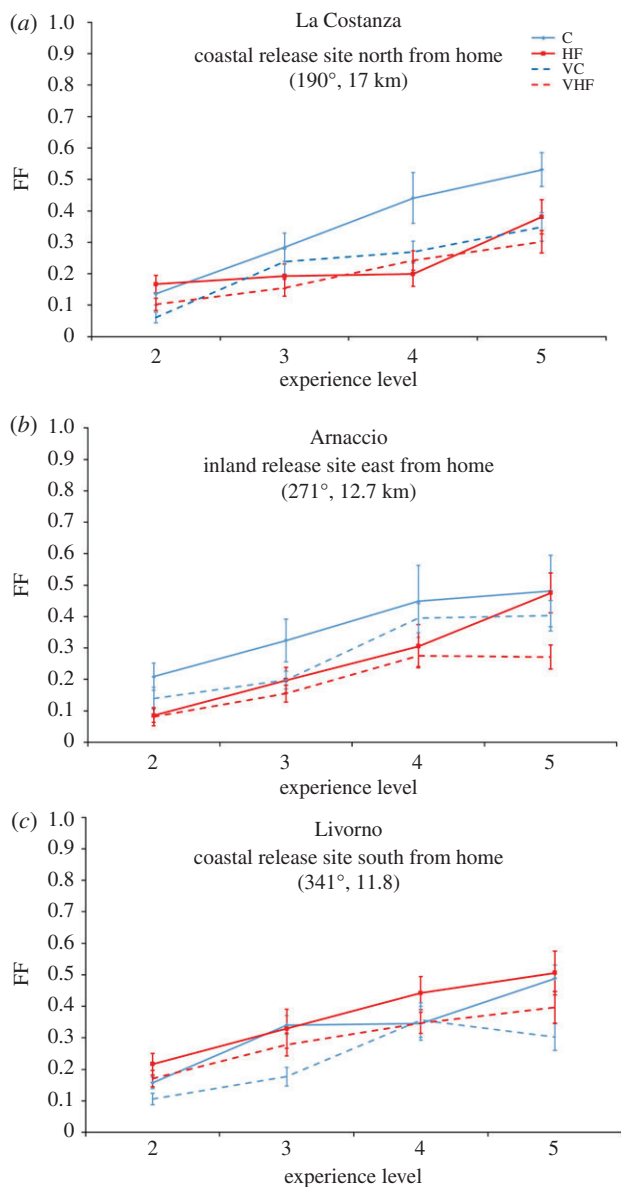 (a)
La Costanza
coastal release site north from home
(190°, 17 km)
C
HF
VC
VHF
1.0
0.9
0.8
0.7
0.6
0.5
0.4
0.3
0.2
0.1
0
FF
2 3 4 5
experience level
(b)
Arnaccio
inland release site east from home
(271°, 12.7 km)
1.0
0.9
0.8
0.7
0.6
0.5
0.4
0.3
0.2
0.1
0
FF
2 3 4 5
experience level
(c)
Livorno
coastal release site south from home
(341°, 11.8)
1.0
0.9
0.8
0.7
0.6
0.5
0.4
0.3
0.2
0.1
0
FF
2 3 4 5
experience level